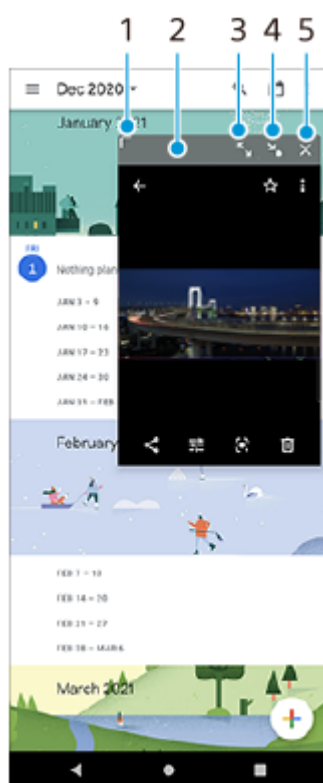 1 2 3 4 5
Dec 2020
January 2021
FRI
1
Nothing plan
JAN 3 – 9
JAN 10 – 16
JAN 17 – 23
JAN 24 – 30
JAN 31 – FEB
February
FEB 7 – 13
FEB 14 – 20
FEB 21 – 27
FEB 28 – MAR 6
March 2021